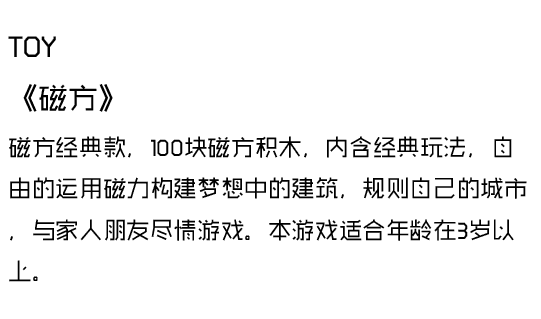 TOY
《磁方》
磁方经典款，100块磁方积木，内含经典玩法，自
由的运用磁力构建梦想中的建筑，规则自己的城市
，与家人朋友尽情游戏。本游戏适合年龄在3岁以
上。